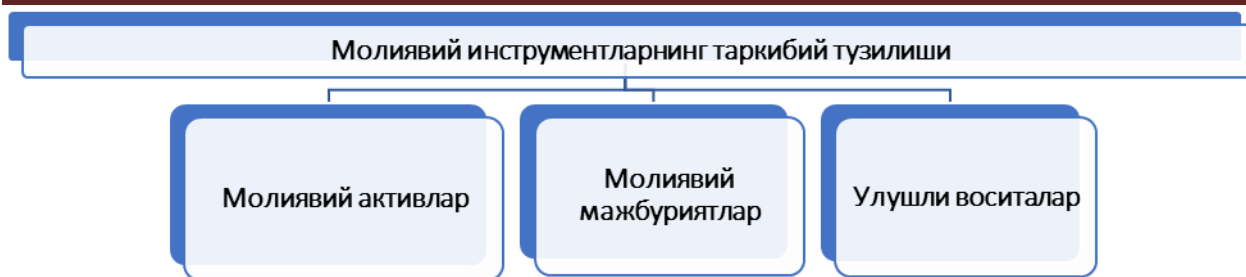 Молиявий инструментларнинг таркибий тузилиши
Молиявий активлар
Молиявий
мажбуриятлар
Улушли воситалар